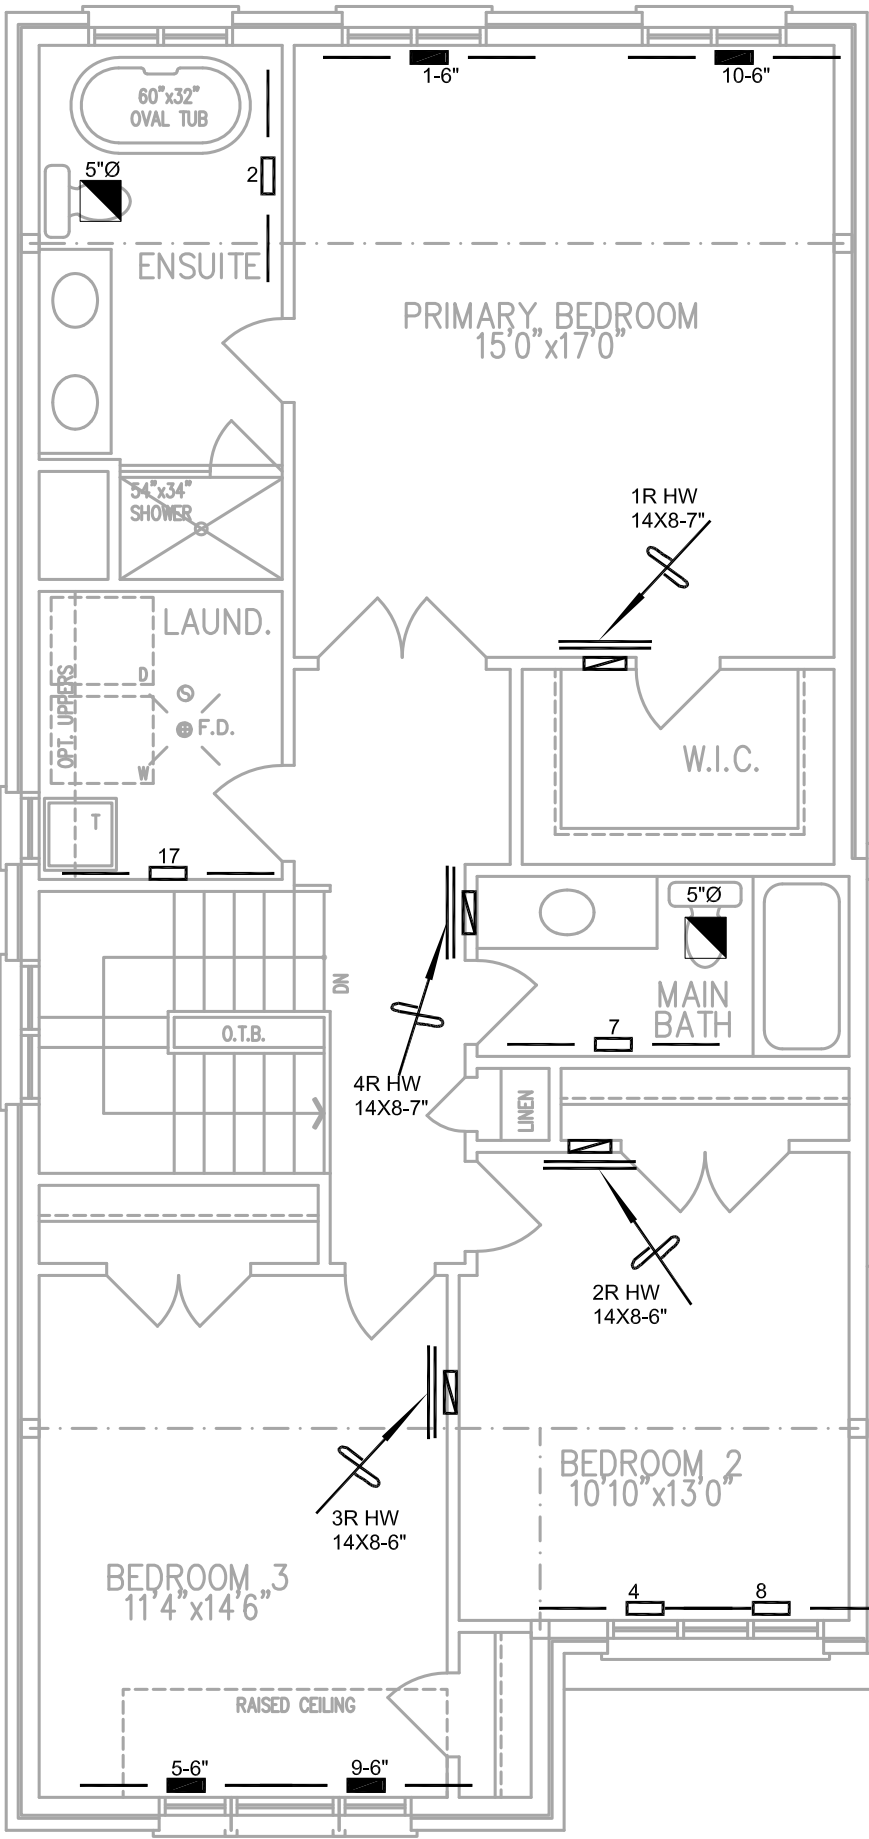 1-6"
10-6"
60"x32"
OVAL TUB
5"Ø
2
ENSUITE
PRIMARY BEDROOM
15'0"x17'0"
54"x34"
SHOWER
1R HW
14X8-7"
LAUND.
OPT. UPPERS
D
S
F.D.
W
W.I.C.
T
17
5"Ø
DN
MAIN
BATH
O.T.B.
7
4R HW
14X8-7"
LINEN
2R HW
14X8-6"
BEDROOM 2
10'10"x13'0"
3R HW
14X8-6"
BEDROOM 3
11'4"x14'6"
4
8
RAISED CEILING
5-6"
9-6"